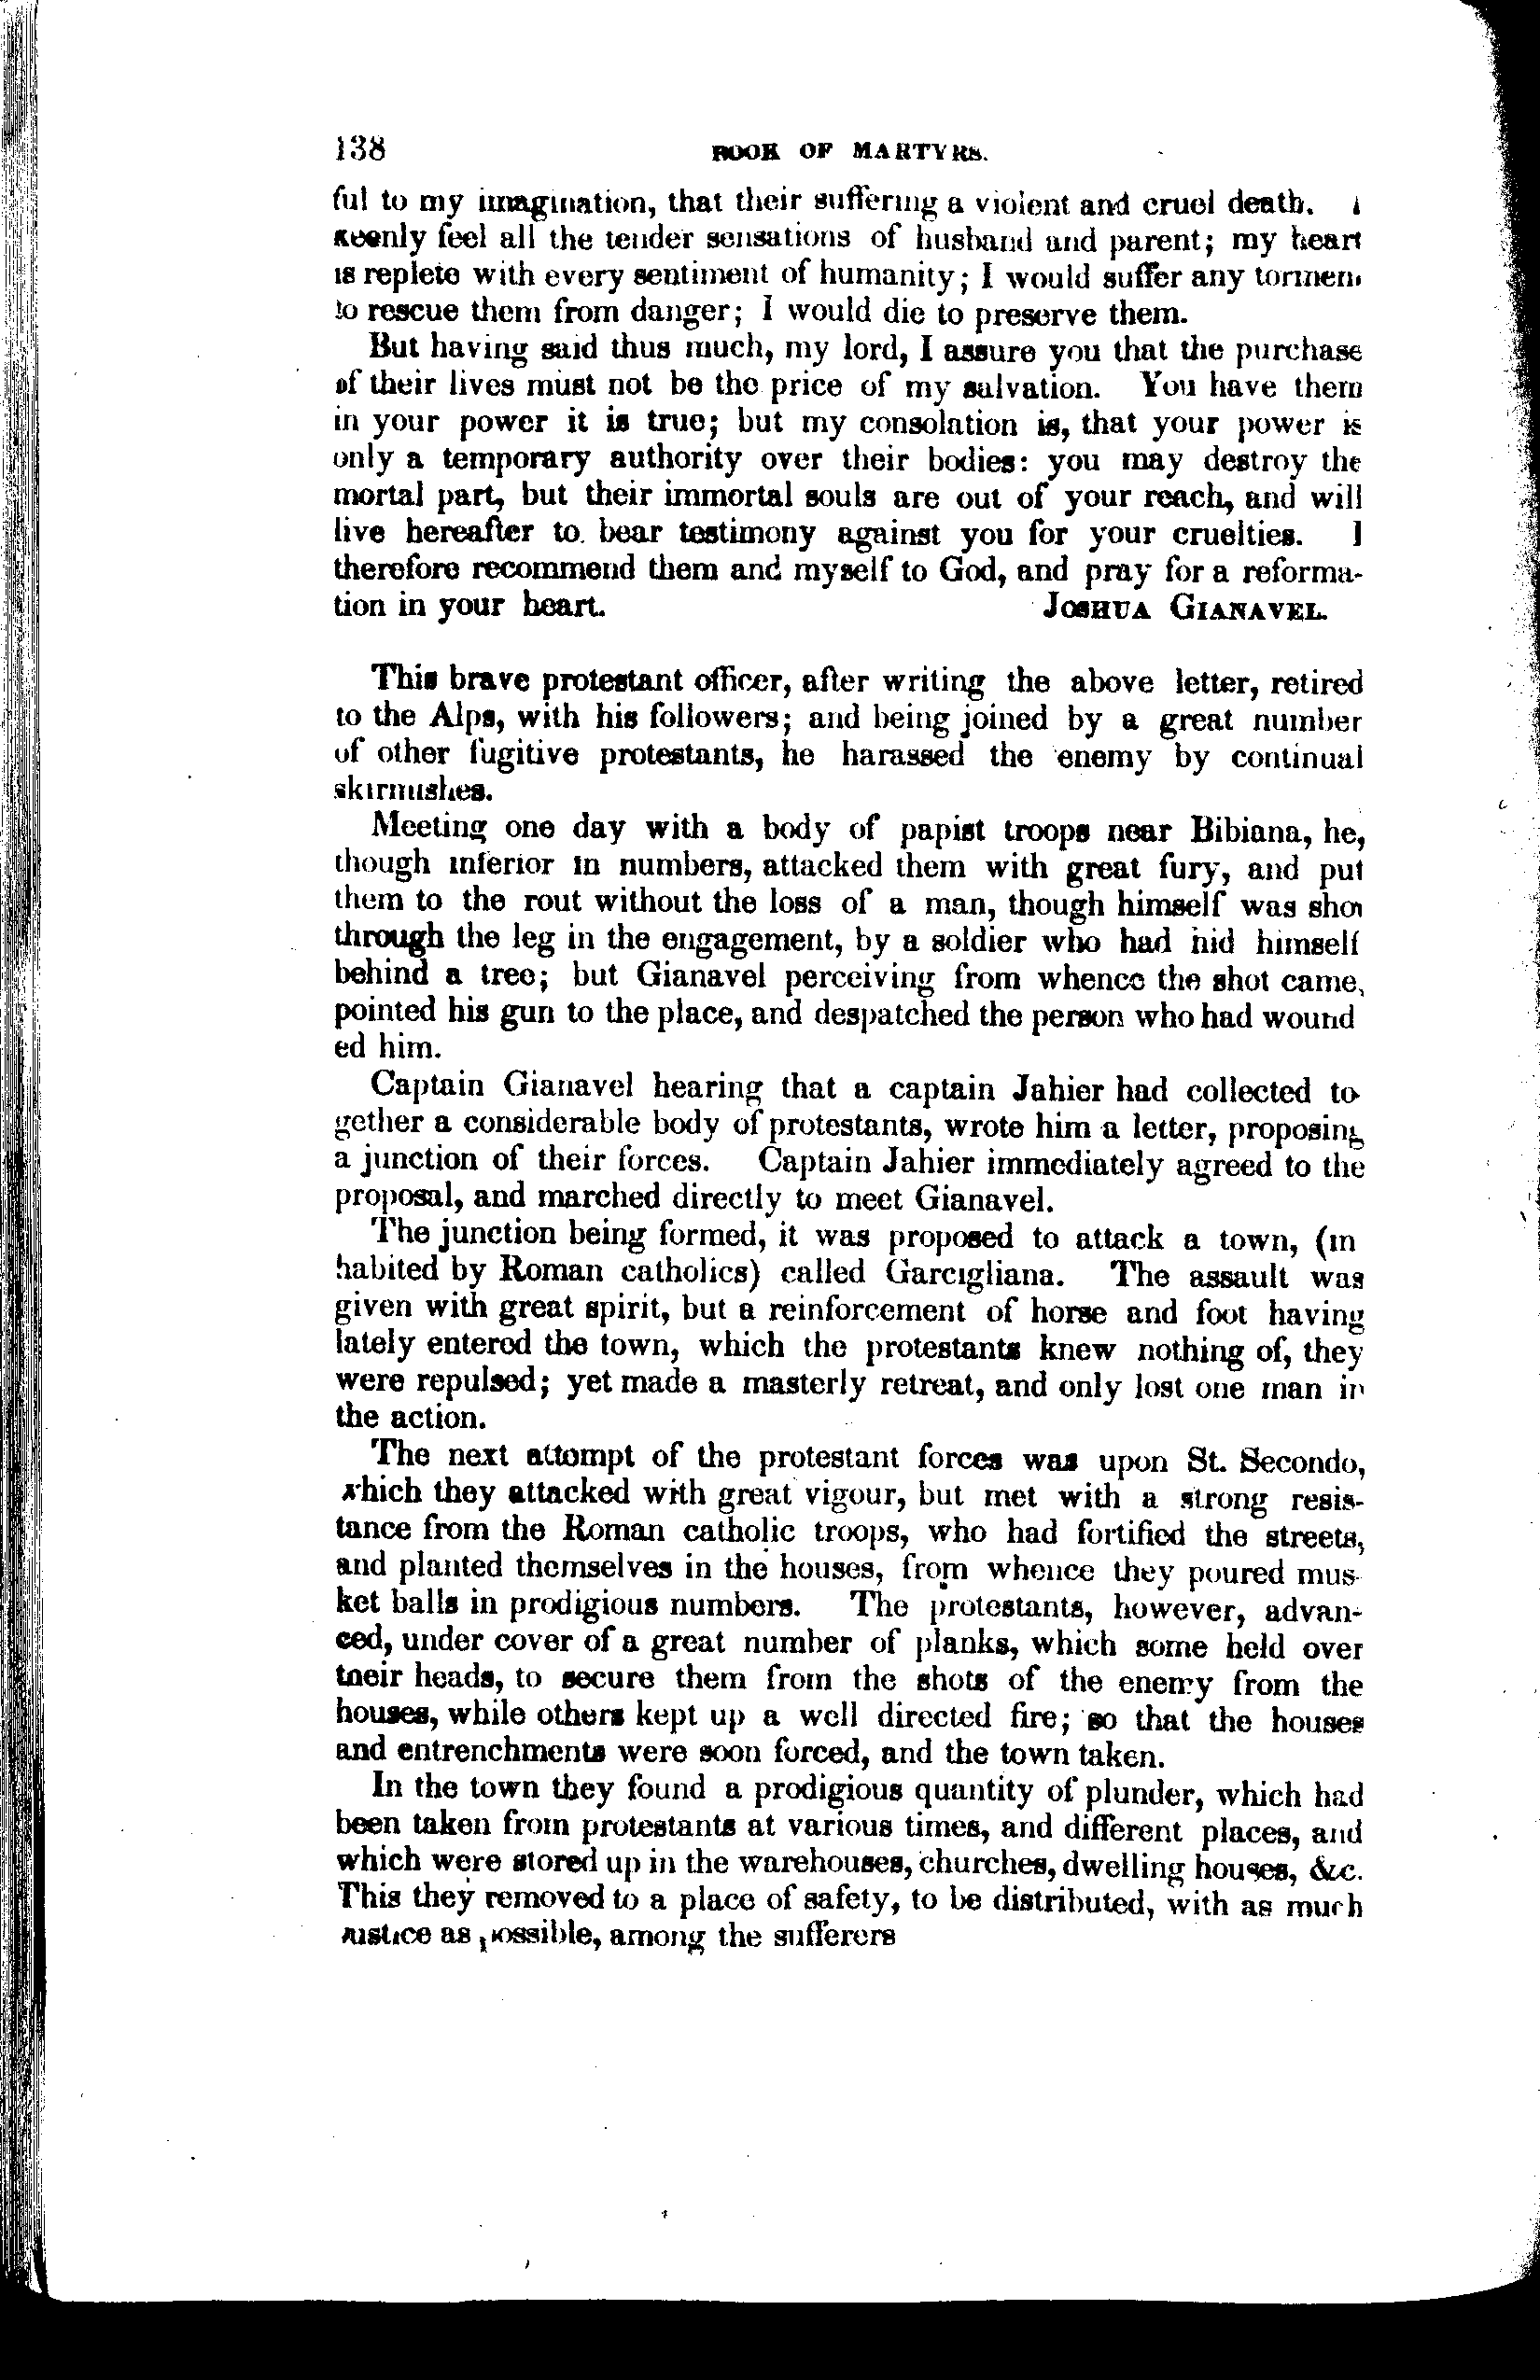 138 BOOK OF MARTYRS.
ful to my imagination, that their suffering a violent and cruel death. I
keenly feel all the tender sensations of husband and parent; my heart
is replete with every sentiment of humanity; I would suffer any torment
to rescue them from danger; I would die to preserve them.
But having said thus much, my lord, I assure you that the purchase
of their lives must not be the price of my salvation. You have them
in your power it is true; but my consolation is, that your power is
only a temporary authority over their bodies: you may destroy the
mortal part, but their immortal souls are out of your reach, and will
live hereafter to bear testimony against you for your cruelties. I
therefore recommend them and myself to God, and pray for a reforma-
tion in your heart. JOSHUA GIANAVEL.
This brave protestant officer, after writing the above letter, retired
to the Alps, with his followers; and being joined by a great number
of other fugitive protestants, he harassed the enemy by continual
skirmishes.
Meeting one day with a body of papist troops near Bibiana, he,
though inferior in numbers, attacked them with great fury, and put
them to the rout without the loss of a man, though himself was shot
through the leg in the engagement, by a soldier who had hid himself
behind a tree; but Gianavel perceiving from whence the shot came,
pointed his gun to the place, and despatched the person who had wound
ed him.
Captain Gianavel hearing that a captain Jahier had collected to-
gether a considerable body of protestants, wrote him a letter, proposing
a junction of their forces. Captain Jahier immediately agreed to the
proposal, and marched directly to meet Gianavel.
The junction being formed, it was proposed to attack a town, (in
habited by Roman catholics) called Garcigliana. The assault was
given with great spirit, but a reinforcement of horse and foot having
lately entered the town, which the protestants knew nothing of, they
were repulsed; yet made a masterly retreat, and only lost one man in
the action.
The next attempt of the protestant forces was upon St. Secondo,
which they attacked with great vigour, but met with a strong resis-
tance from the Roman catholic troops, who had fortified the streets,
and planted themselves in the houses, from whence they poured mus-
ket balls in prodigious numbers. The protestants, however, advan-
ced, under cover of a great number of planks, which some held over
their heads, to secure them from the shots of the enemy from the
houses, while others kept up a well directed fire; so that the houses
and entrenchments were soon forced, and the town taken.
In the town they found a prodigious quantity of plunder, which had
been taken from protestants at various times, and different places, and
which were stored up in the warehouses, churches, dwelling houses, &c.
This they removed to a place of safety, to be distributed, with as much
justice as possible, among the sufferers